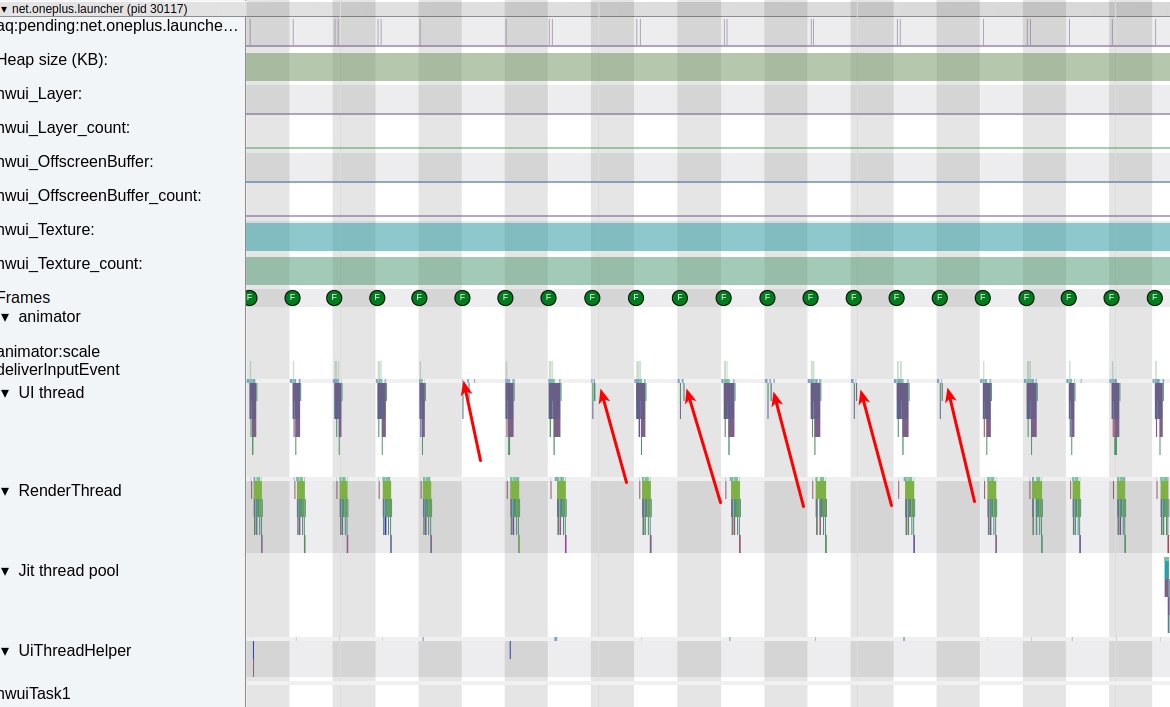 ▼ net.oneplus.launcher (pid 30117)
aq:pending:net.oneplus.launche…
Heap size (KB):
hwui_Layer:
hwui_Layer_count:
hwui_OffscreenBuffer:
hwui_OffscreenBuffer_count:
hwui_Texture:
hwui_Texture_count:
Frames F F F F F F F F F F F F F F F F F F F F F F
▼ animator
animator:scale
deliverInputEvent
▼ UI thread
▼ RenderThread
▼ Jit thread pool
▼ UiThreadHelper
hwuiTask1